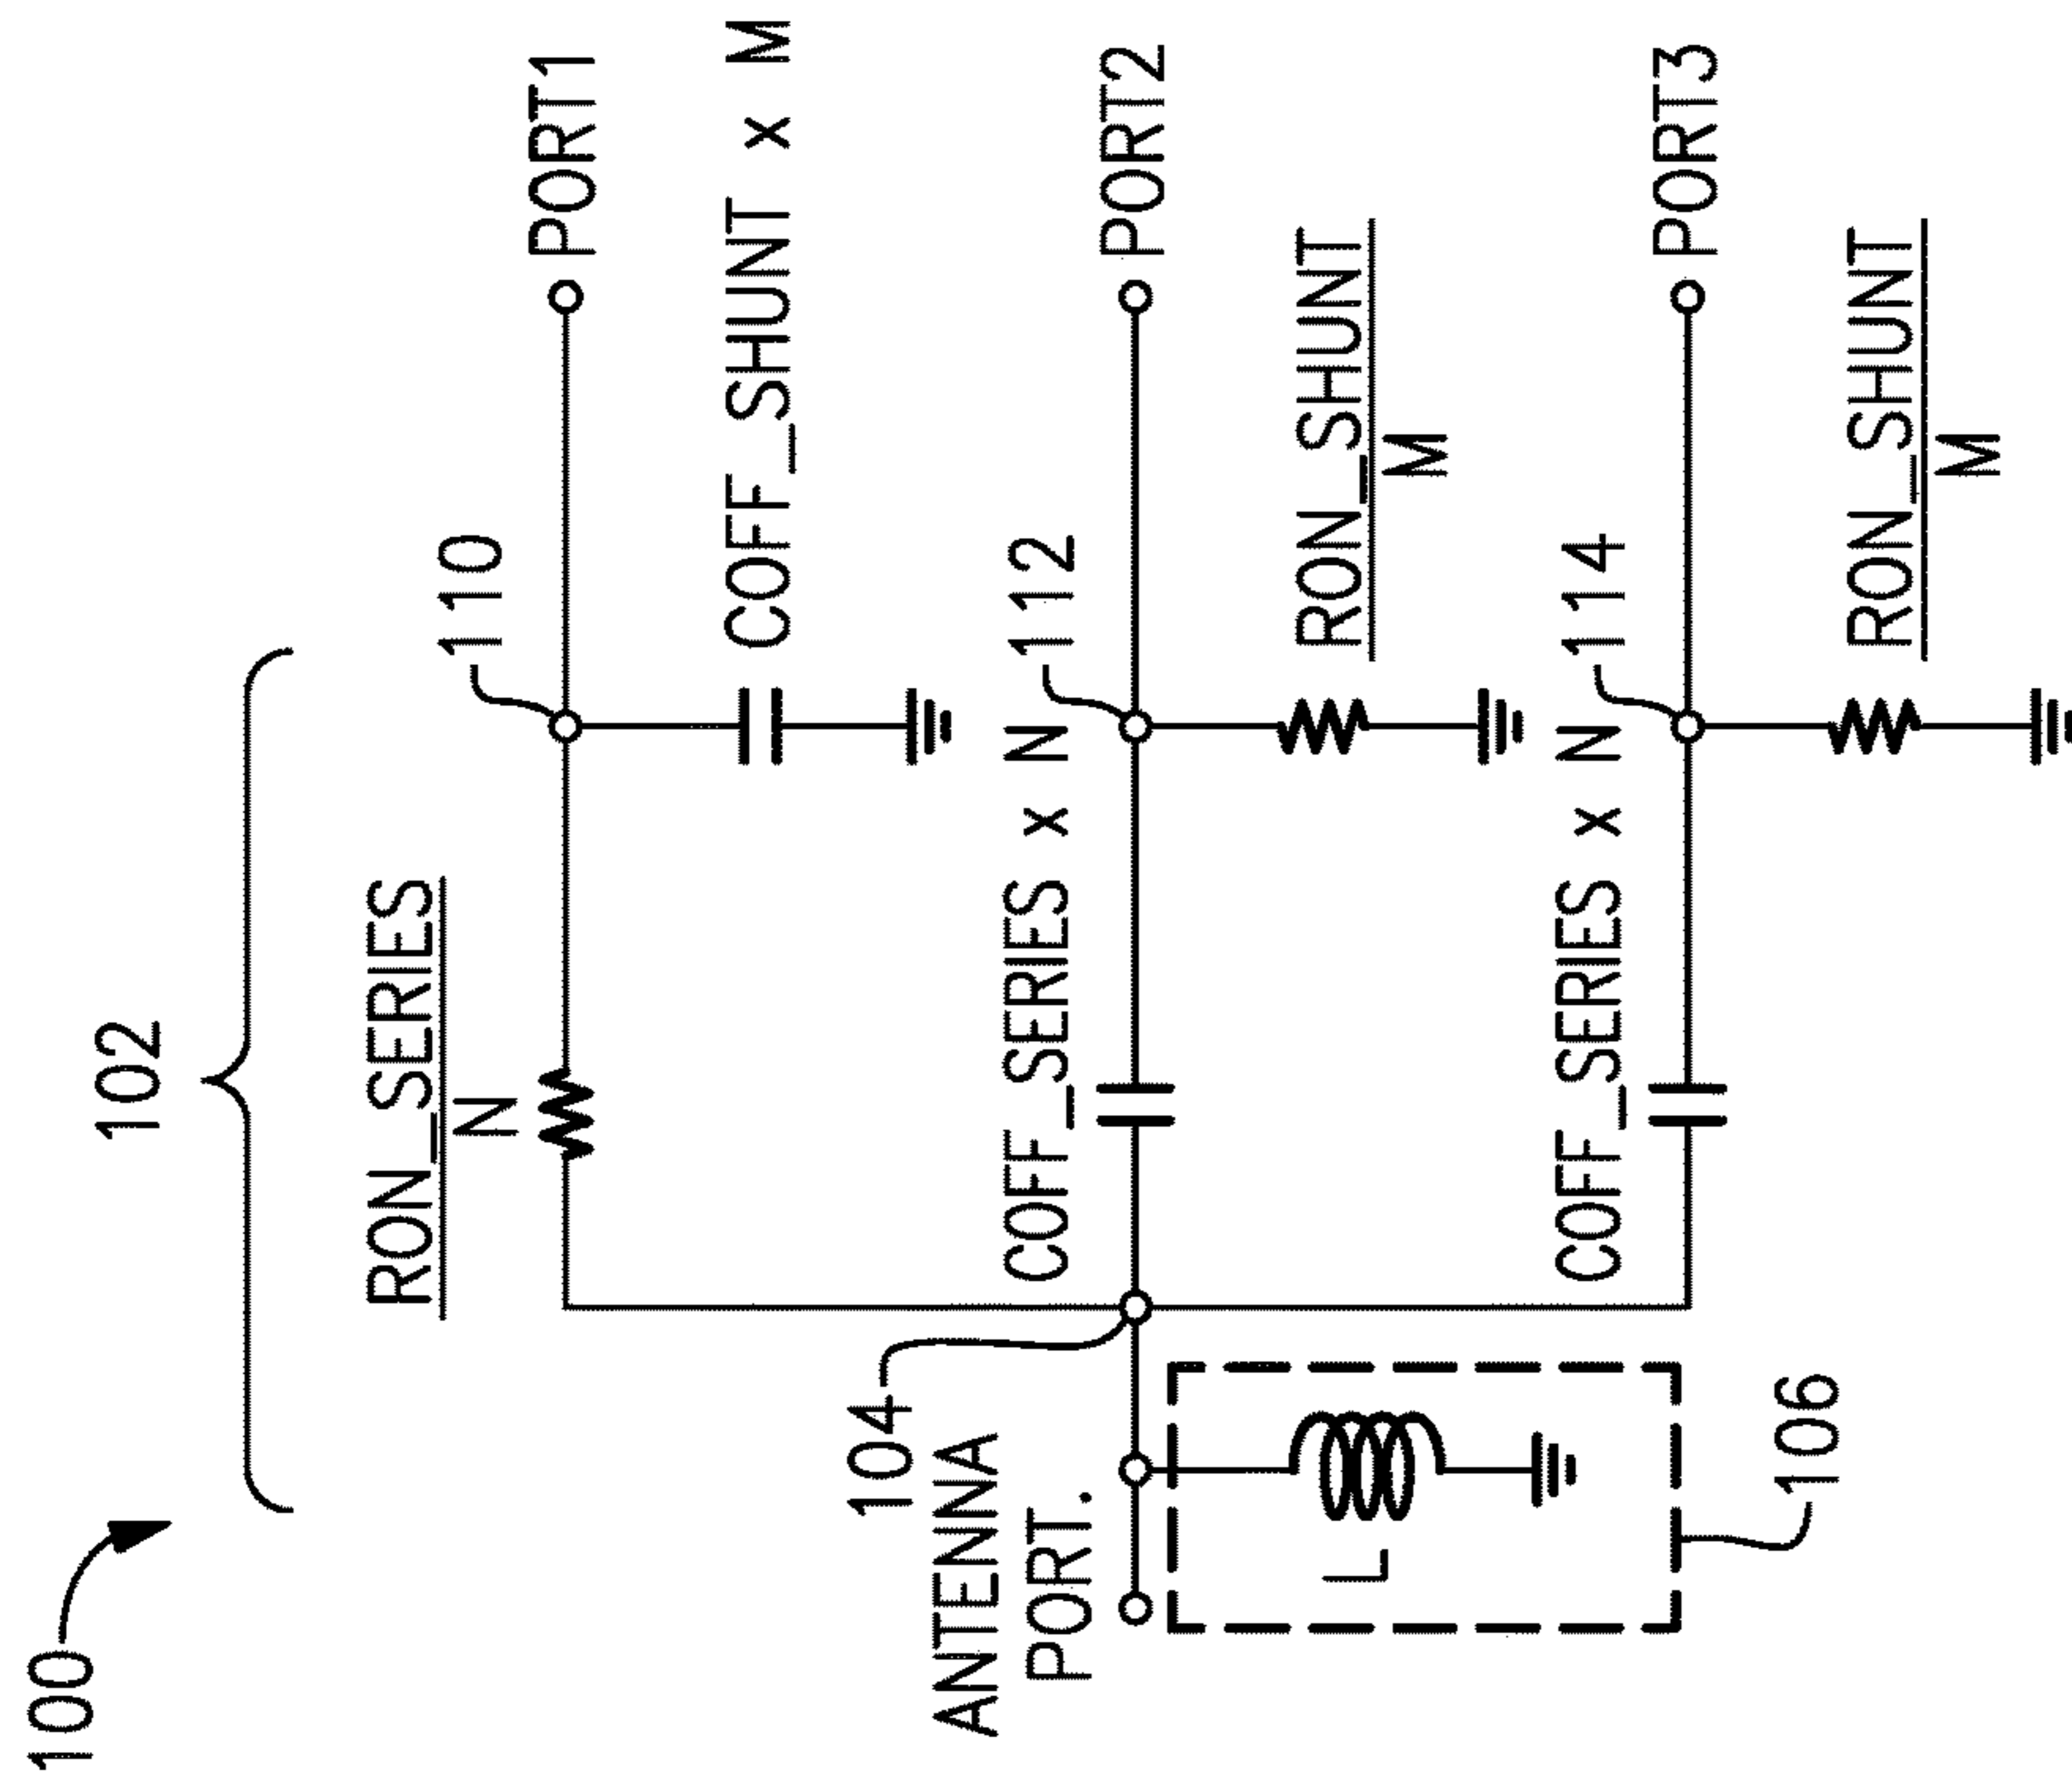 100
102
RON_SERIES
N
110
PORT1
COFF_SHUNT x M
104
ANTENNA
PORT.
COFF_SERIES x N
112
PORT2
RON_SHUNT
M
L
106
COFF_SERIES x N
114
PORT3
RON_SHUNT
M